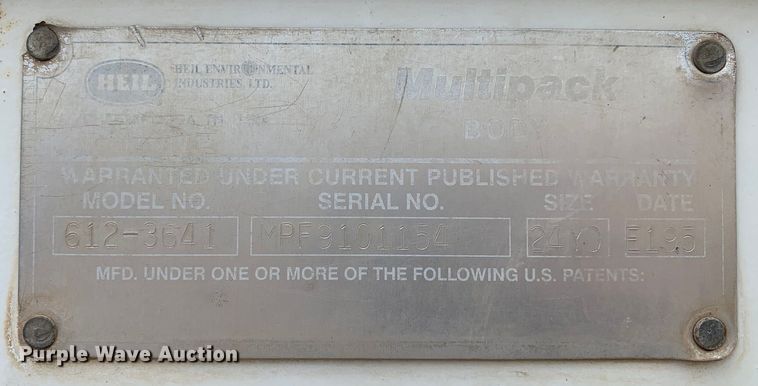 HEIL
HEIL ENVIRONMENTAL
INDUSTRIES, LTD.
Multipack
BODY
WARRANTED UNDER CURRENT PUBLISHED WARRANTY
MODEL NO. SERIAL NO. SIZE DATE
612-3641 MPF9101154 24YD E195
MFD. UNDER ONE OR MORE OF THE FOLLOWING U.S. PATENTS:
Purple Wave Auction